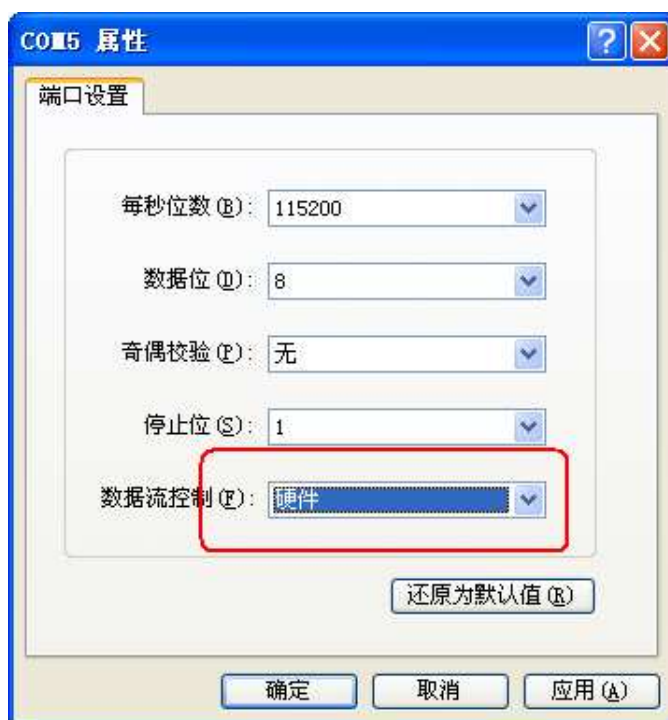 COM5 属性
端口设置
每秒位数(B): 115200
数据位(D): 8
奇偶校验(P): 无
停止位(S): 1
数据流控制(F): 硬件
还原为默认值(R)
确定 取消 应用(A)